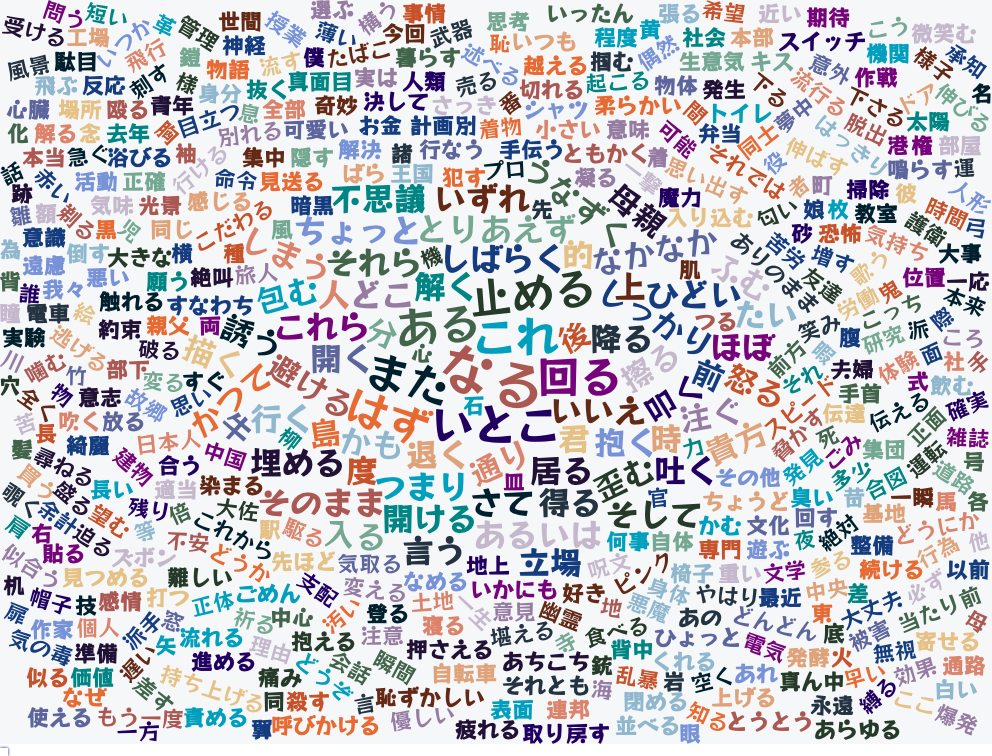 問う 短い いつか 革 管理 世間 授業 選ぶ 構う 事情 思考 いったん 張る 希望 近い 期待 こう 微笑む
受ける 工場 飛行 鎧 神経 薄い 今回 武器 恥 いつも 程度 黄 偶然 社会 本部 スイッチ 機関 様子 承知
風景 駄目 物語 流す 僕 たばこ 暮らす 述べる 越える 掴む 生意気 キス 意外 作戦
飛ぶ 反応 刺す 様 身分 抜く 真面目 実は 人類 売る 切れる 起こる 物体 発生 下る 流行る 下さる ドア 伸びる 名
心臓 場所 殴る 青年 目立つ 息 全部 奇妙 決して さっき 番 シャツ 柔らかい 間 トイレ 脱出 太陽
化 解る 念 去年 別れる 可愛い お金 計画 別 着物 小さい 意味 可能 弁当 同士 はっきり 港 権 部屋
本当 急ぐ 浴びる 袖 行ける 集中 隠す 解決 諸 行なう 手伝う ともかく 着 思い出す それでは 役 伸ばす 鳴らす 運
話 赤い 活動 正確 命令 見送る ばら 王国 犯す プロ 凝る 一撃 魔力 町 掃除 彼 人形
跡 雛 額 剃る 気味 光景 感じる 暗黒 不思議 いずれ 先 うなずく 母親 入り込む 匂い 娘 枚 教室 時間 弓
為 意識 黒 児 同じ こだわる 風 ちょっと とりあえず 砂 恐怖 気持ち 護衛 大事
遠慮 倒す 大きな 横 種 しまう それら 機 しばらく 的 なかなか ふむ ありのまま 苦労 増す 友達 歌う 位置 一応
背 誰 我々 悪い 願う 絶叫 旅人 包む 人 どこ 解く 止める 上 肌 ひどい 労働 鬼 本来
瞳 電車 絵 触れる すなわち 誘う これら 分 ある これ 後 降る しっかり つる たい 笑み 腹 こっち 研究 派 際
実験 逃げる 約束 親父 両 破る 描く 開く 心 また なる 回る 擦る 前 ほぼ 前方 夫婦 体験 面 ころ
川 噛む 竹 部下 変る すぐ うん 避ける 石 叩く 怒る それ 手首 式 飲む 社 手
穴 全く 物 意志 故郷 思い かつ はず いとこ いいえ 注ぐ 貴方 スピード 伝達 伝える 正面 確実
苦 長 吹く 放る 日本人 行く 柳 島 かも 退く 通り 君 抱く 時 力 脅かす 死 ごみ 集団 雑誌
髪 尋ねる 綺麗 建物 合う 中国 埋める 度 皿 居る 歪む 吐く その他 発見 多少 合図 運転 号
貰う 盛る 長い 適当 染まる そのまま つまり さて 得る 官 ちょうど 臭い 昔 一瞬 馬 道路 各
覗く 余計 望む 残り 倍 大佐 開ける そして かむ 文化 回す 基地 どうにか
肩 右 迫る 等 これから 駅 駆る 入る あるいは 何事 自体 夜 絶対 整備 行為 他
似合う 貼る ズボン 不安 どうか 先ほど 気取る 言う 地上 立場 呪文 ピンク 専門 遊ぶ 参る 続ける 以前
机 見つめる 難しい 支配 変える なめる いかにも 好き 椅子 重い 文学 中央 差 必ず
扉 帽子 技 感情 打つ 正体 ごめん 汚い 登る 土地 一生 意見 幽霊 地 悪魔 身体 やはり 最近 東 大丈夫 当たり前
気の毒 作家 個人 派手 窓 祈る 中心 寝る 堪える 寺 食べる あの どんどん 底 被害 母
準備 遅い 矢 流れる 理由 抱える 注意 押さえる あちこち 銃 背中 ひょっと 電気 無視 寄せる
似る 価値 進める 痛み どうぞ 会話 瞬間 自転車 それとも 乱暴 岩 くれる 空く あれ 発酵 火 真ん中 早い 縛る 効果 通路
なぜ 差す 持ち上げる 同 殺す 言 恥ずかしい 表面 連邦 海 閉める 上げる 永遠 ここ 白い
使える もう 一度 一方 責める 翼 呼びかける 優しい 疲れる 取り戻す 並べる 眼 知る とうとう あらゆる 爆発